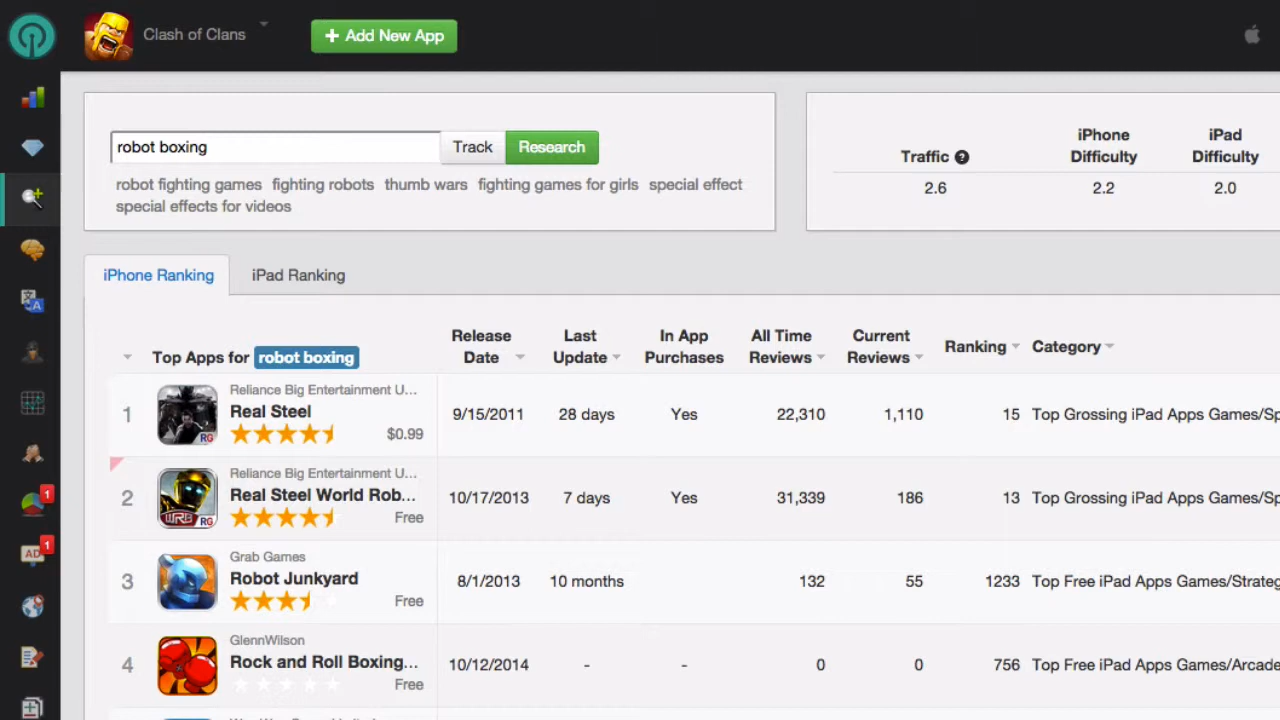 Clash of Clans
+ Add New App
robot boxing
Track
Research
robot fighting games fighting robots thumb wars fighting games for girls special effect
special effects for videos
Traffic ?
iPhone Difficulty
iPad Difficulty
2.6
2.2
2.0
iPhone Ranking
iPad Ranking
Top Apps for robot boxing
Release Date
Last Update
In App Purchases
All Time Reviews
Current Reviews
Ranking
Category
1
Reliance Big Entertainment U...
Real Steel
$0.99
9/15/2011
28 days
Yes
22,310
1,110
15
Top Grossing iPad Apps Games/Sp
2
Reliance Big Entertainment U...
Real Steel World Rob...
Free
10/17/2013
7 days
Yes
31,339
186
13
Top Grossing iPad Apps Games/Sp
3
Grab Games
Robot Junkyard
Free
8/1/2013
10 months
132
55
1233
Top Free iPad Apps Games/Strateg
4
GlennWilson
Rock and Roll Boxing...
Free
10/12/2014
-
-
0
0
756
Top Free iPad Apps Games/Arcade
A
1
AD
1
RG
WRB
RG